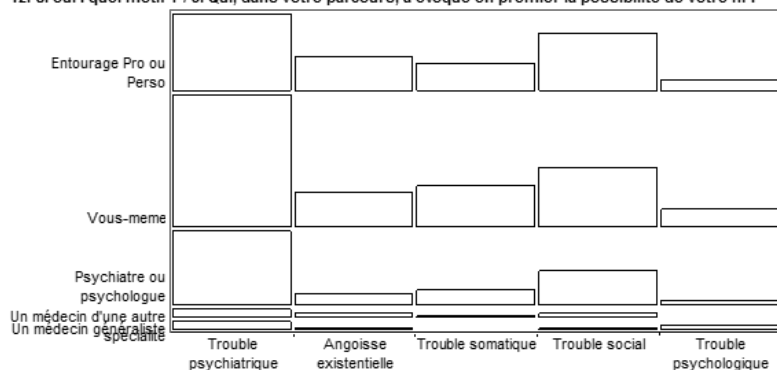 Entourage Pro ou
Perso
Vous-meme
Psychiatre ou
psychologue
Un médecin d'une autre
spécialité
Un médecin généraliste
Trouble
psychiatrique
Angoisse
existentielle
Trouble somatique
Trouble social
Trouble
psychologique